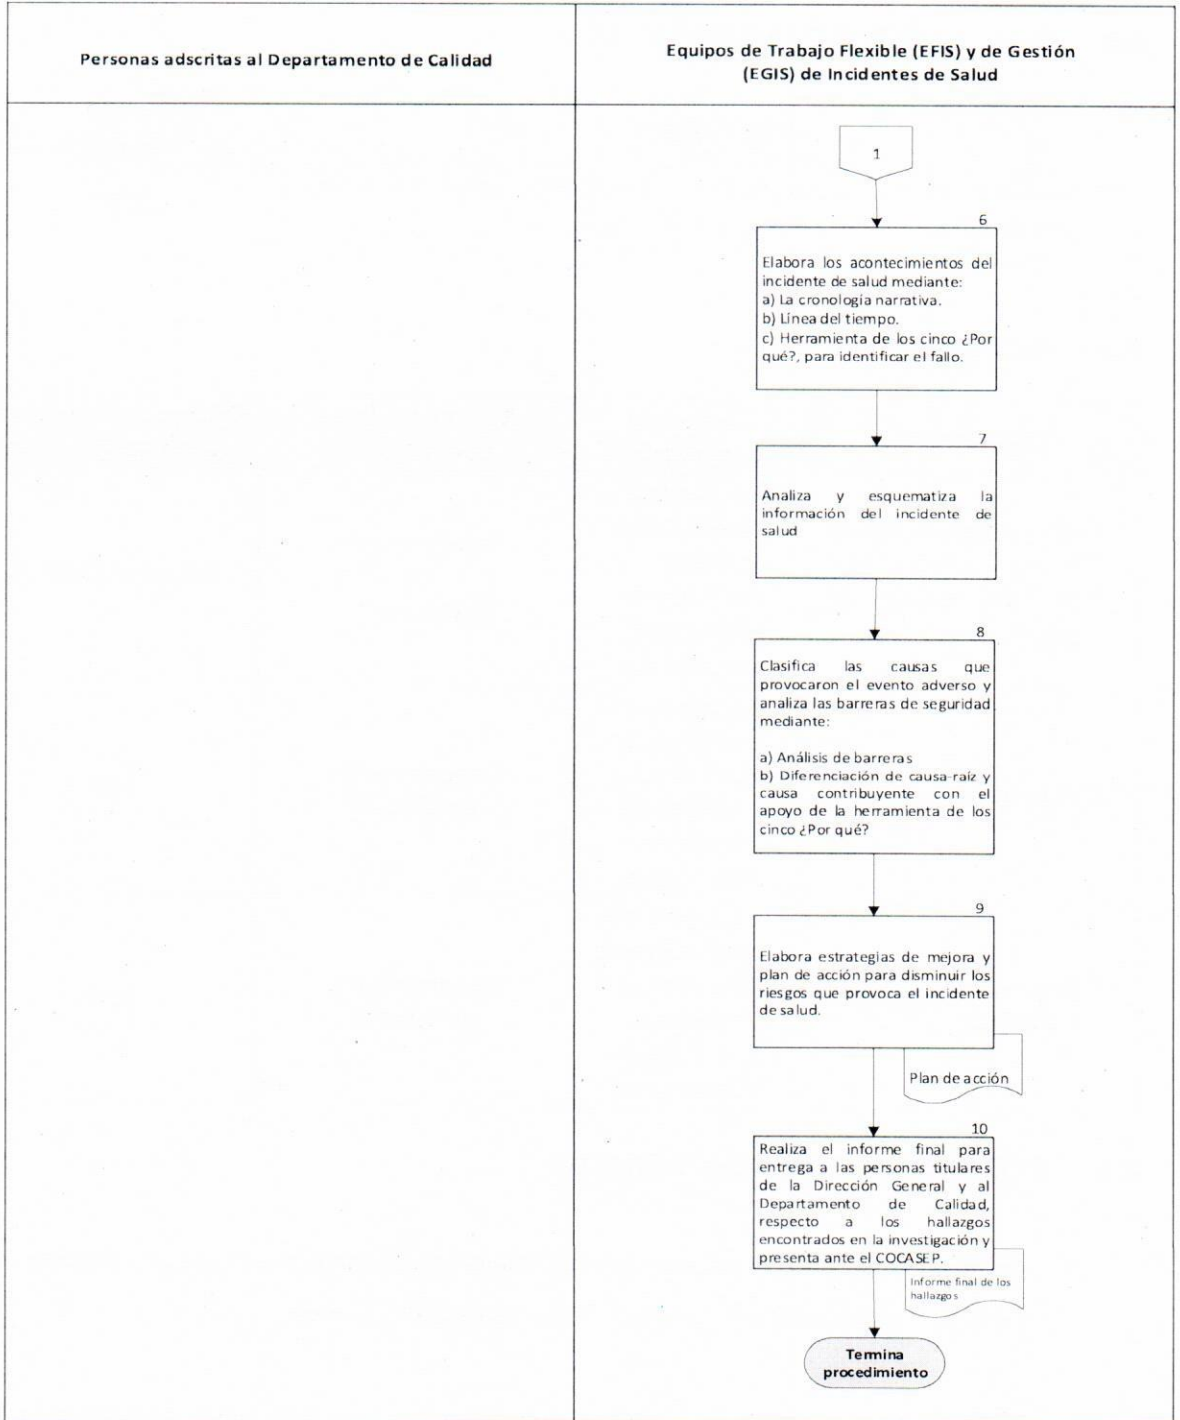 Personas adscritas al Departamento de Calidad
Equipos de Trabajo Flexible (EFIS) y de Gestión
(EGIS) de Incidentes de Salud
1
6
Elabora los acontecimientos del
incidente de salud mediante:
a) La cronología narrativa.
b) Línea del tiempo.
c) Herramienta de los cinco ¿Por
qué?, para identificar el fallo.
7
Analiza y esquematiza la
información del incidente de
salud
8
Clasifica las causas que
provocaron el evento adverso y
analiza las barreras de seguridad
mediante:
a) Análisis de barreras
b) Diferenciación de causa-raíz y
causa contribuyente con el
apoyo de la herramienta de los
cinco ¿Por qué?
9
Elabora estrategias de mejora y
plan de acción para disminuir los
riesgos que provoca el incidente
de salud.
Plan de acción
10
Realiza el informe final para
entrega a las personas titulares
de la Dirección General y al
Departamento de Calidad,
respecto a los hallazgos
encontrados en la investigación y
presenta ante el COCASEP.
Informe final de los
hallazgos
Termina
procedimiento